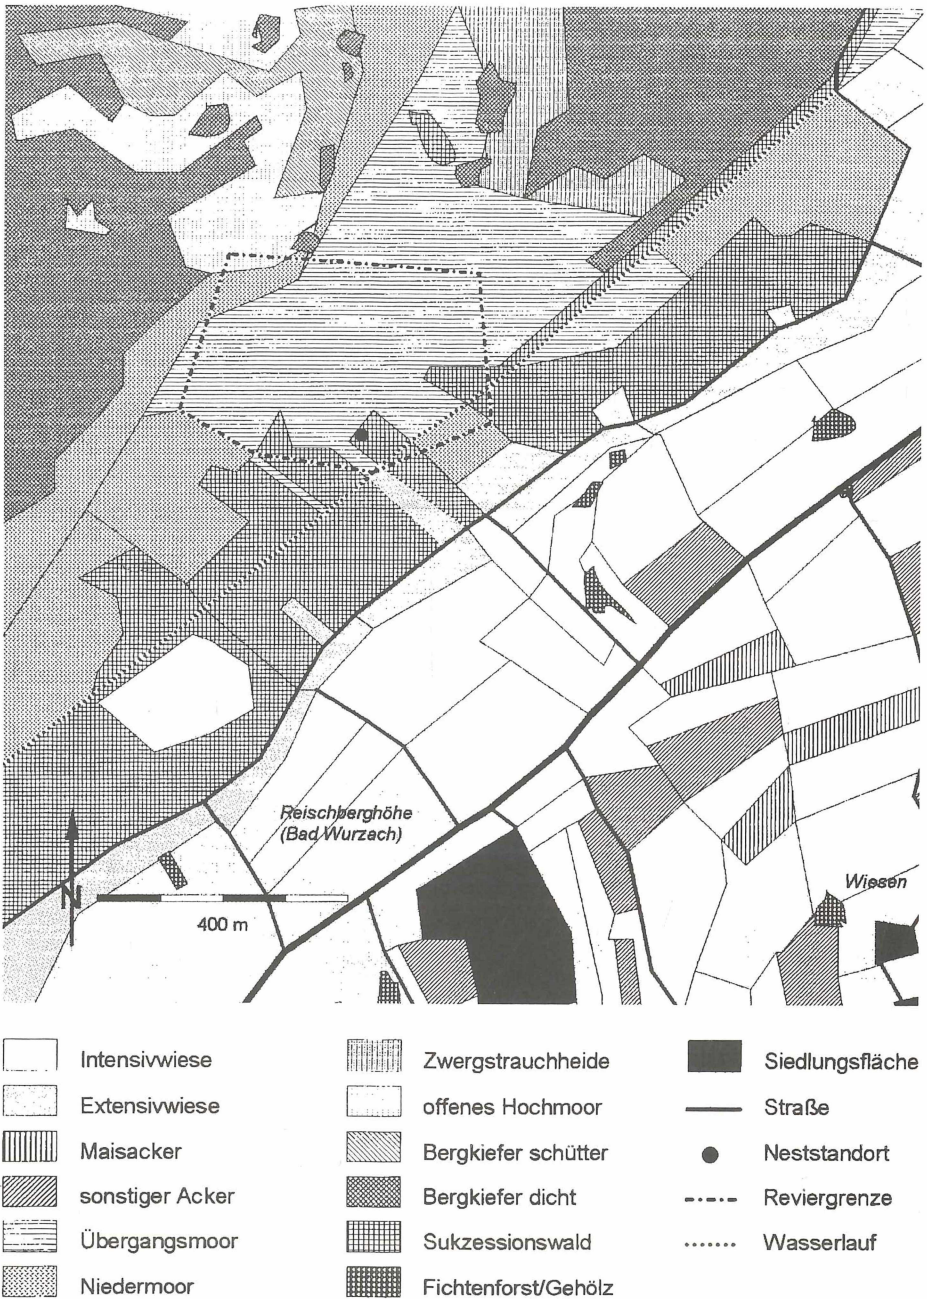 Reischberghöhe
(Bad Wurzach)
Wiesen
N
400 m
Intensivwiese
Extensivwiese
Maisacker
sonstiger Acker
Übergangsmoor
Niedermoor
Zwergstrauchheide
offenes Hochmoor
Bergkiefer schütter
Bergkiefer dicht
Sukzessionswald
Fichtenforst/Gehölz
Siedlungsfläche
Straße
Neststandort
Reviergrenze
Wasserlauf